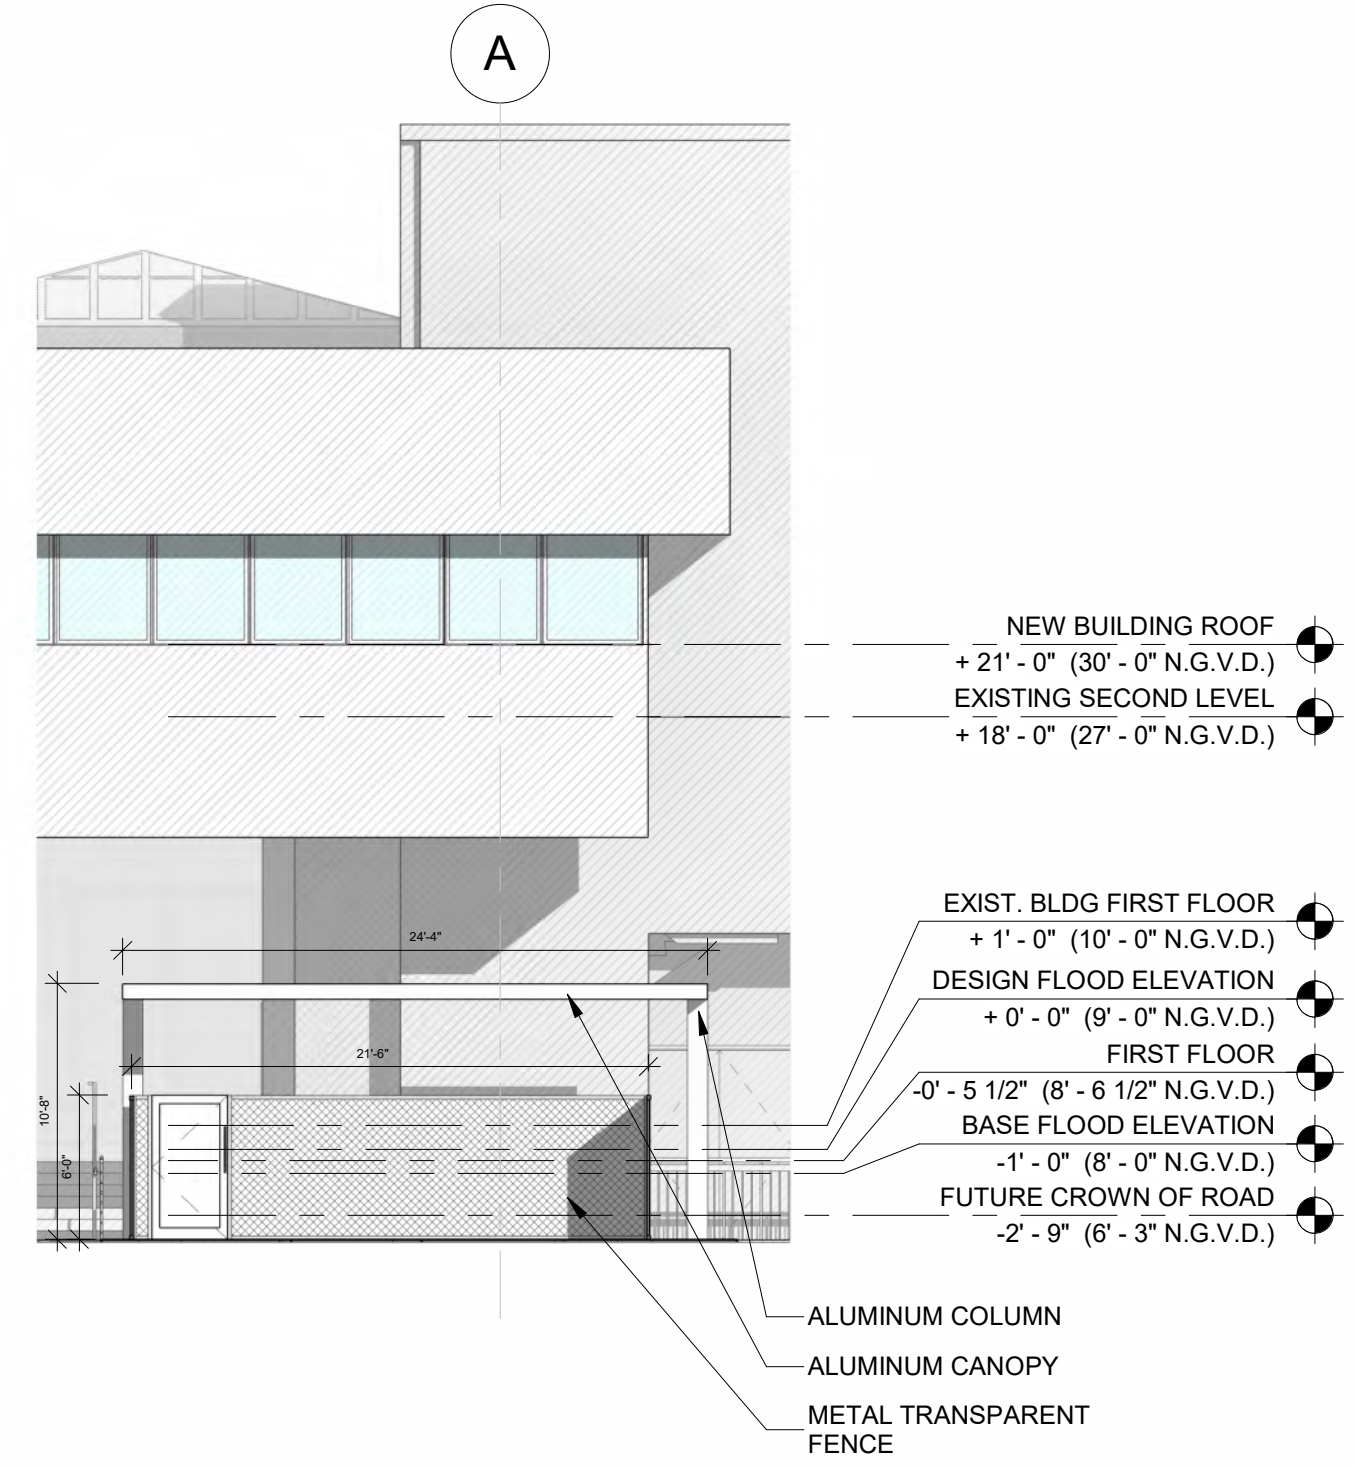 A
NEW BUILDING ROOF
+ 21' - 0" (30' - 0" N.G.V.D.)
EXISTING SECOND LEVEL
+ 18' - 0" (27' - 0" N.G.V.D.)
EXIST. BLDG FIRST FLOOR
+ 1' - 0" (10' - 0" N.G.V.D.)
24'-4"
DESIGN FLOOD ELEVATION
+ 0' - 0" (9' - 0" N.G.V.D.)
21'-6"
FIRST FLOOR
-0' - 5 1/2" (8' - 6 1/2" N.G.V.D.)
10'-8"
BASE FLOOD ELEVATION
-1' - 0" (8' - 0" N.G.V.D.)
6'-0"
FUTURE CROWN OF ROAD
-2' - 9" (6' - 3" N.G.V.D.)
ALUMINUM COLUMN
ALUMINUM CANOPY
METAL TRANSPARENT
FENCE